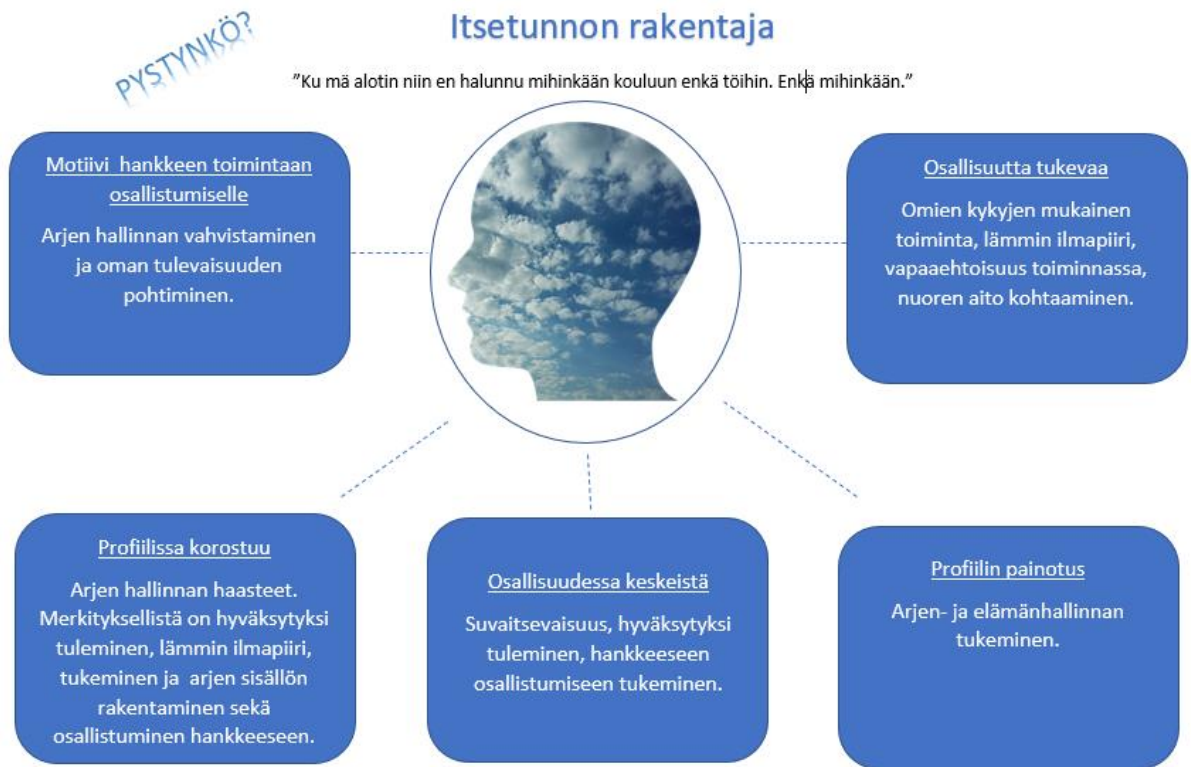 PYSTYNKÖ?
Itsetunnon rakentaja
"Ku mä alotin niin en halunnu mihinkään kouluun enkä töihin. Enkä mihinkään."
Motiivi hankkeen toimintaan
osallistumiselle
Arjen hallinnan vahvistaminen
ja oman tulevaisuuden
pohtiminen.
Osallisuutta tukevaa
Omien kykyjen mukainen
toiminta, lämmin ilmapiiri,
vapaaehtoisuus toiminnassa,
nuoren aito kohtaaminen.
Profiilissa korostuu
Arjen hallinnan haasteet.
Merkityksellistä on hyväksytyksi
tuleminen, lämmin ilmapiiri,
tukeminen ja arjen sisällön
rakentaminen sekä
osallistuminen hankkeeseen.
Osallisuudessa keskeistä
Suvaitsevaisuus, hyväksytyksi
tuleminen, hankkeeseen
osallistumiseen tukeminen.
Profiilin painotus
Arjen- ja elämänhallinnan
tukeminen.